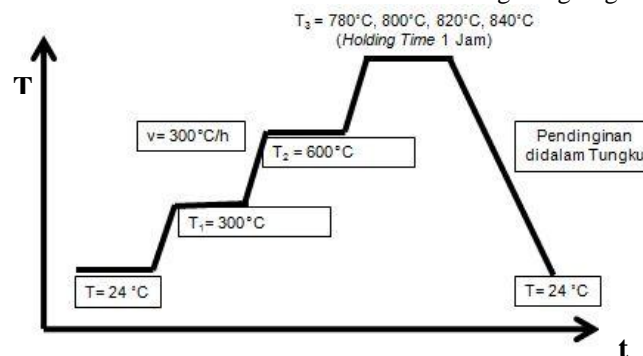 T₃ = 780°C, 800°C, 820°C, 840°C
(Holding Time 1 Jam)
T
v= 300°C/h
T₂ = 600°C
Pendinginan
didalam Tungku
T₁= 300°C
T= 24 °C
T= 24 °C
t